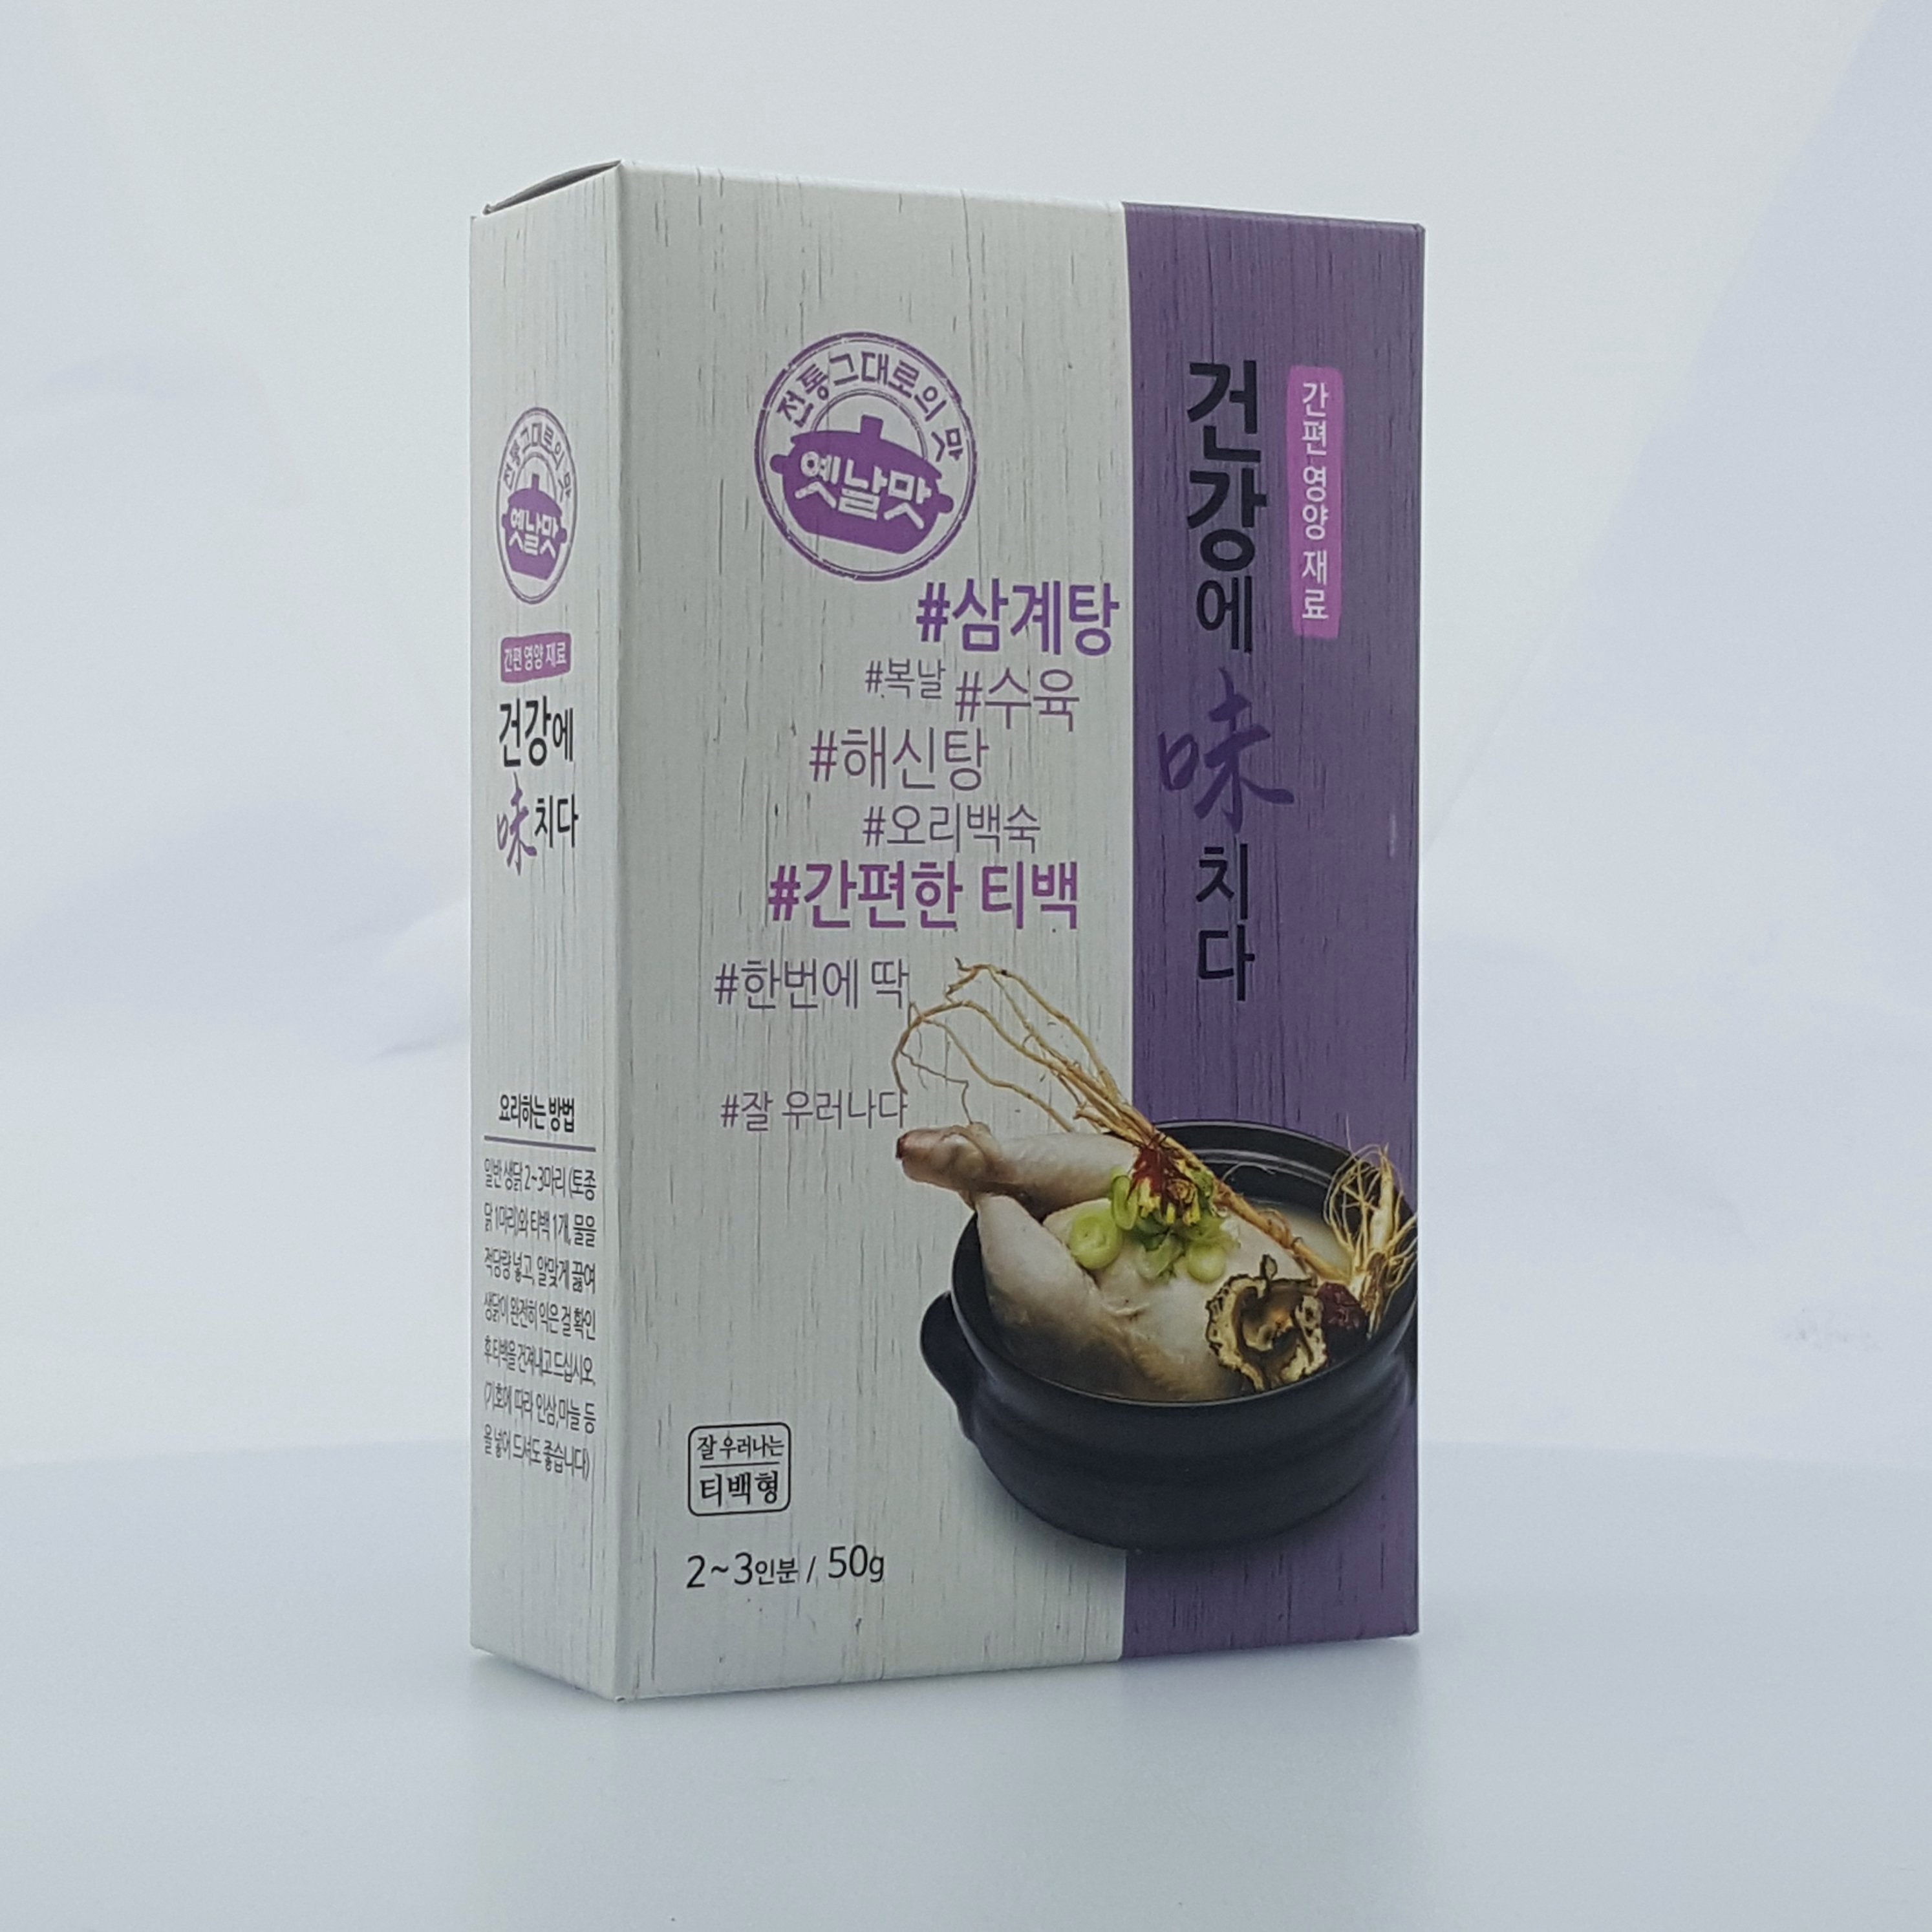 전통그대로의 맛
옛날맛
간편 영양 재료
건강에
味치다
요리하는 방법
일반 생닭 2~3마리 (토종
닭 1마리)와 티백 1개, 물을
적당량 넣고, 알맞게 끓여
생닭이 완전히 익은 걸 확인
후 티백을 건져내고 드십시오.
(기호에 따라 인삼,마늘 등
을 넣어 드셔도 좋습니다)
전통그대로의 맛
옛날맛
#삼계탕
#복날 #수육
#해신탕
#오리백숙
#간편한 티백
#한번에 딱
#잘 우러나다
잘 우러나는
티백형
2~3인분 / 50g
건강에味치다
간편 영양 재료